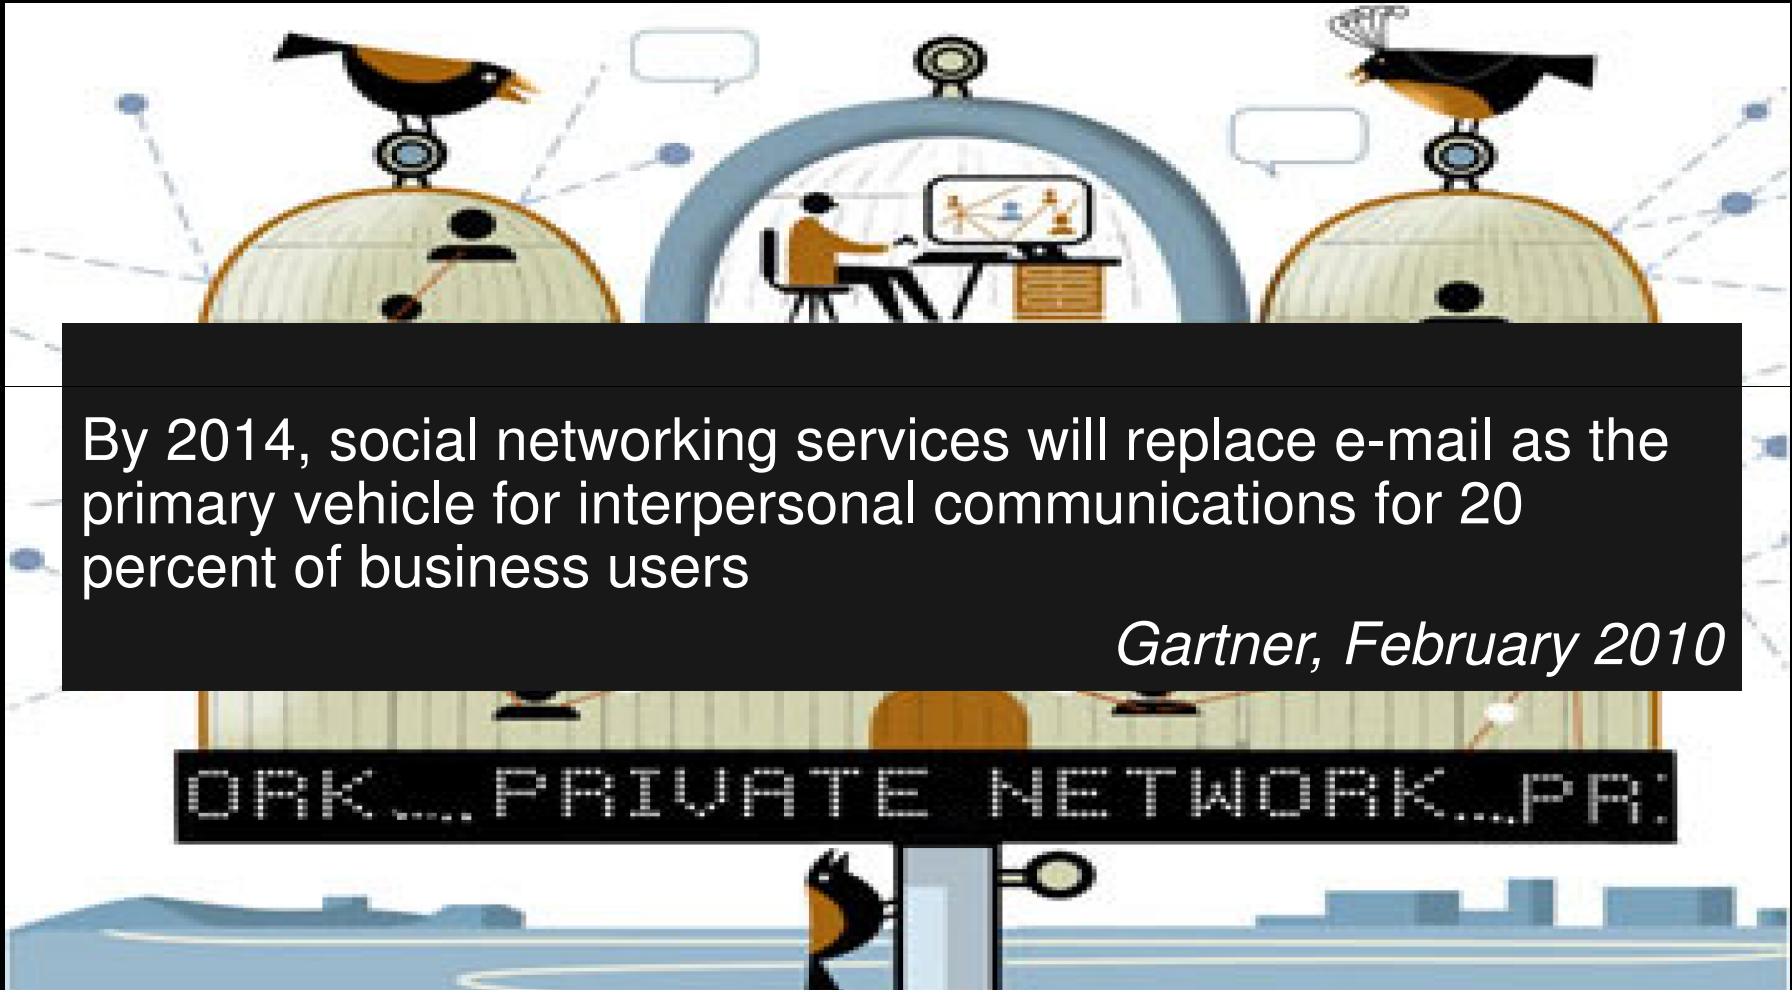 By 2014, social networking services will replace e-mail as the
primary vehicle for interpersonal communications for 20
percent of business users
Gartner, February 2010
ORK....PRIVATE NETWORK....PR